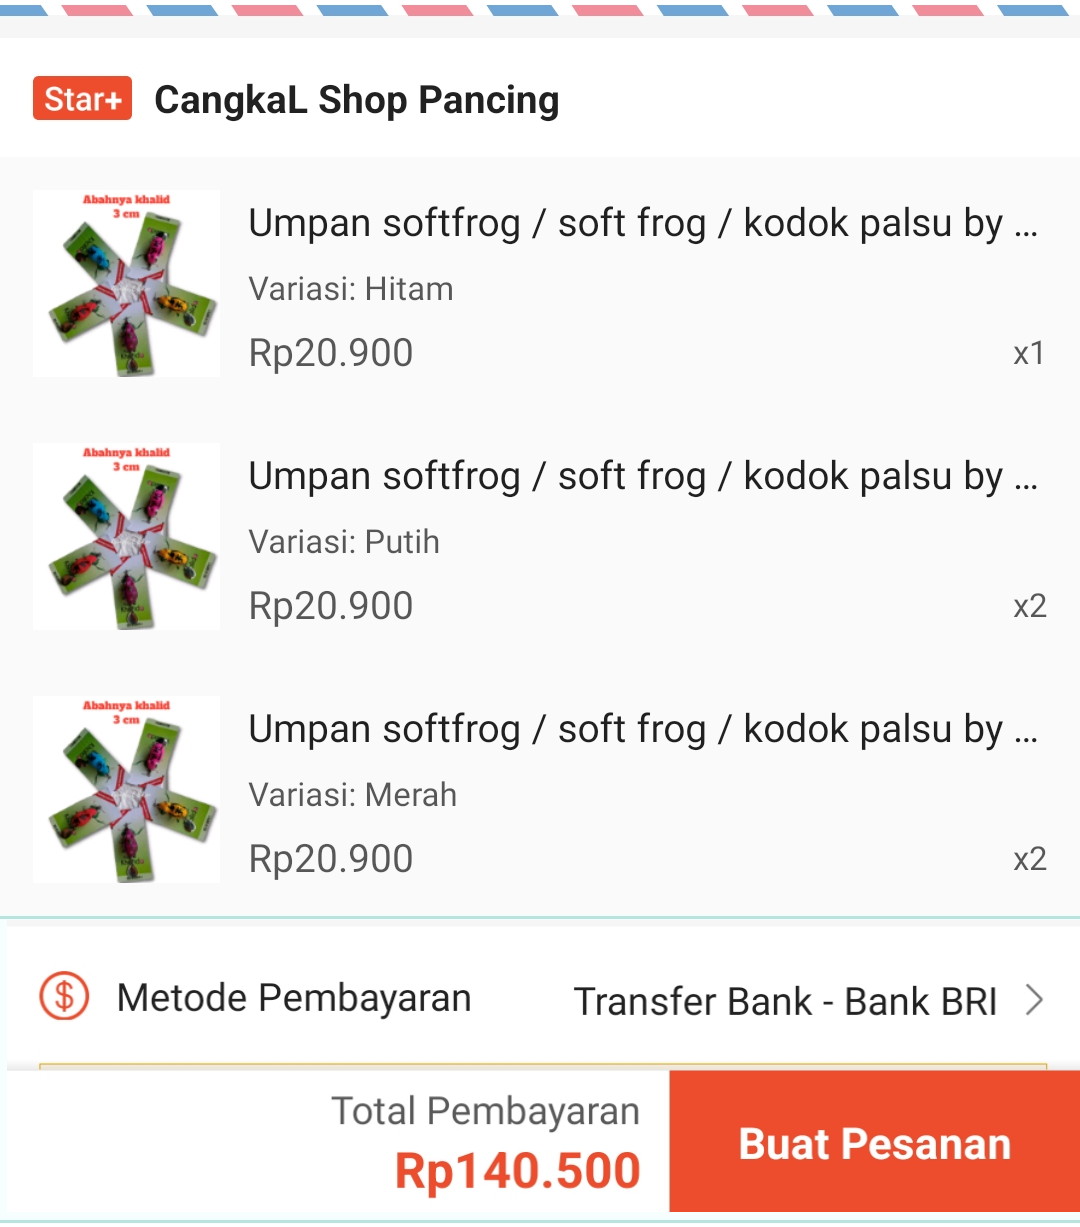 Star+ CangkaL Shop Pancing
Abahnya khalid
3 cm
Umpan softfrog / soft frog / kodok palsu by ...
Variasi: Hitam
Rp20.900 x1
Abahnya khalid
3 cm
Umpan softfrog / soft frog / kodok palsu by ...
Variasi: Putih
Rp20.900 x2
Abahnya khalid
3 cm
Umpan softfrog / soft frog / kodok palsu by ...
Variasi: Merah
Rp20.900 x2
$ Metode Pembayaran Transfer Bank - Bank BRI
Total Pembayaran
Rp140.500
Buat Pesanan